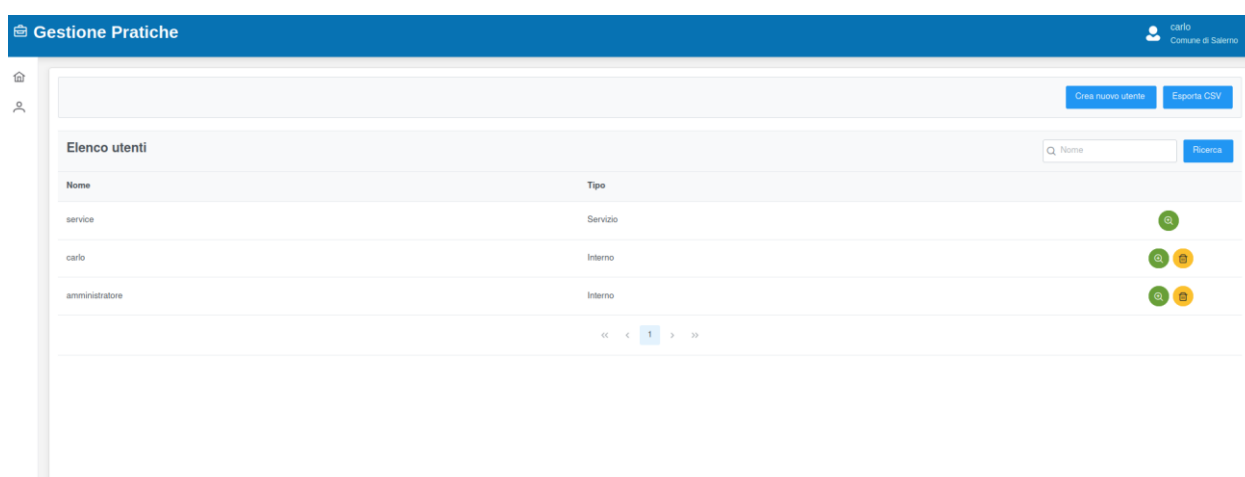 Gestione Pratiche
carlo
Comune di Salerno
Crea nuovo utente Esporta CSV
Elenco utenti
Nome Ricerca
Nome Tipo
service Servizio
carlo Interno
amministratore Interno
<< < 1 > >>